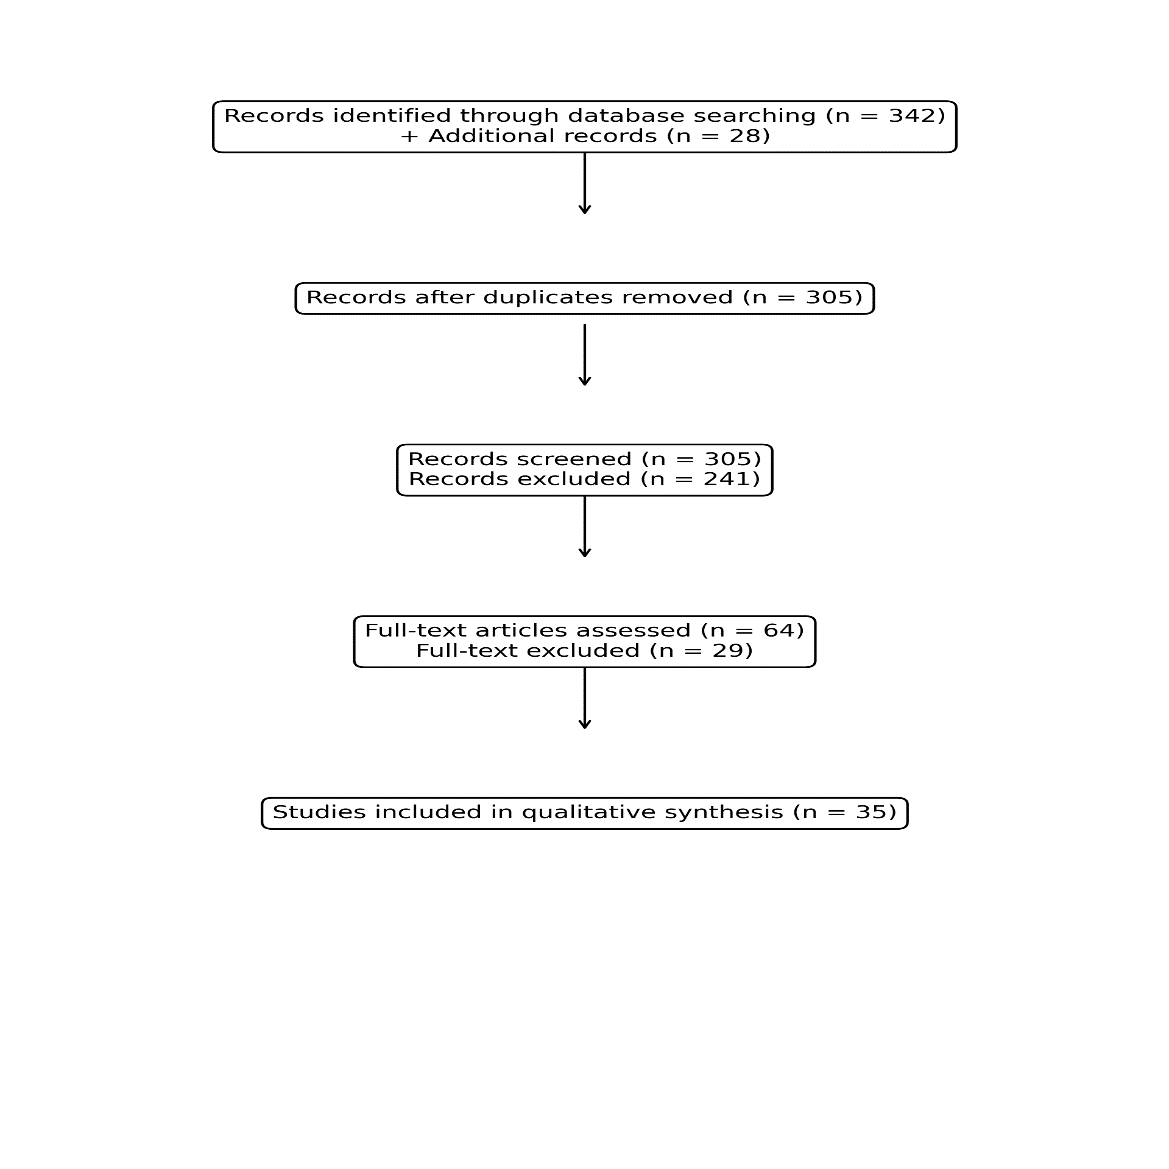 Records identified through database searching (n = 342)
+ Additional records (n = 28)
Records after duplicates removed (n = 305)
Records screened (n = 305)
Records excluded (n = 241)
Full-text articles assessed (n = 64)
Full-text excluded (n = 29)
Studies included in qualitative synthesis (n = 35)